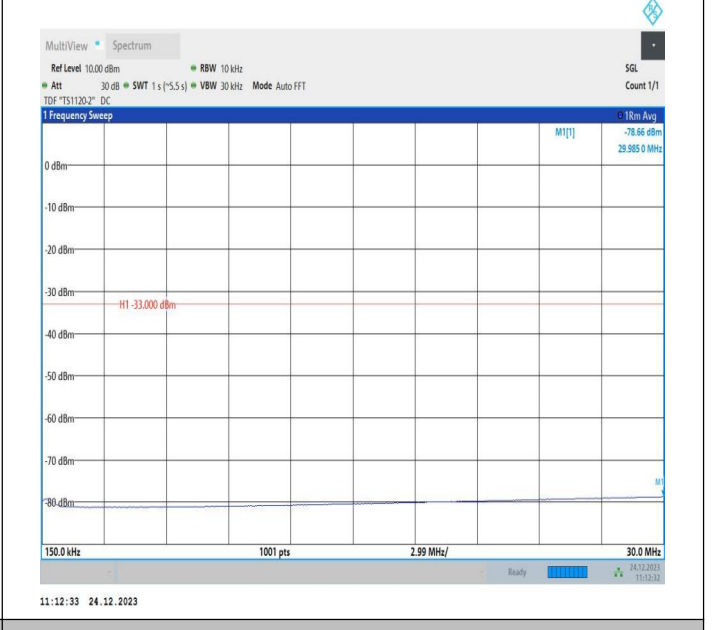 MultiView Spectrum
Ref Level 10.00 dBm RBW 10 kHz SGL
Att 30 dB SWT 1 s (~5.5 s) VBW 30 kHz Mode Auto FFT Count 1/1
TDF "TS1120-2" DC
1 Frequency Sweep 1Rm Avg
M1[1] -78.66 dBm
29.985 0 MHz
0 dBm
-10 dBm
-20 dBm
-30 dBm
H1 -33.000 dBm
-40 dBm
-50 dBm
-60 dBm
-70 dBm
M1
-80 dBm
150.0 kHz 1001 pts 2.99 MHz/ 30.0 MHz
Ready 24.12.2023
11:12:32
11:12:33 24.12.2023